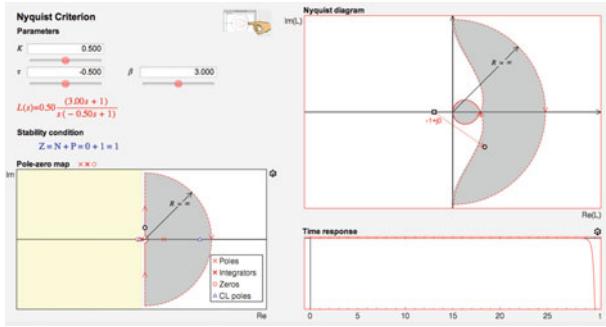 Nyquist Criterion
Parameters
K 0.500
τ -0.500 β 3.000
L(s)=0.50 (3.00s + 1) / s(-0.50s + 1)
Stability condition
Z = N + P = 0 + 1 = 1
Pole-zero map
Im
R = ∞
Poles
Integrators
Zeros
CL poles
Re
Nyquist diagram
Im(L)
R = ∞
-1+j0
Re(L)
Time response
0 5 10 15 20 25 t